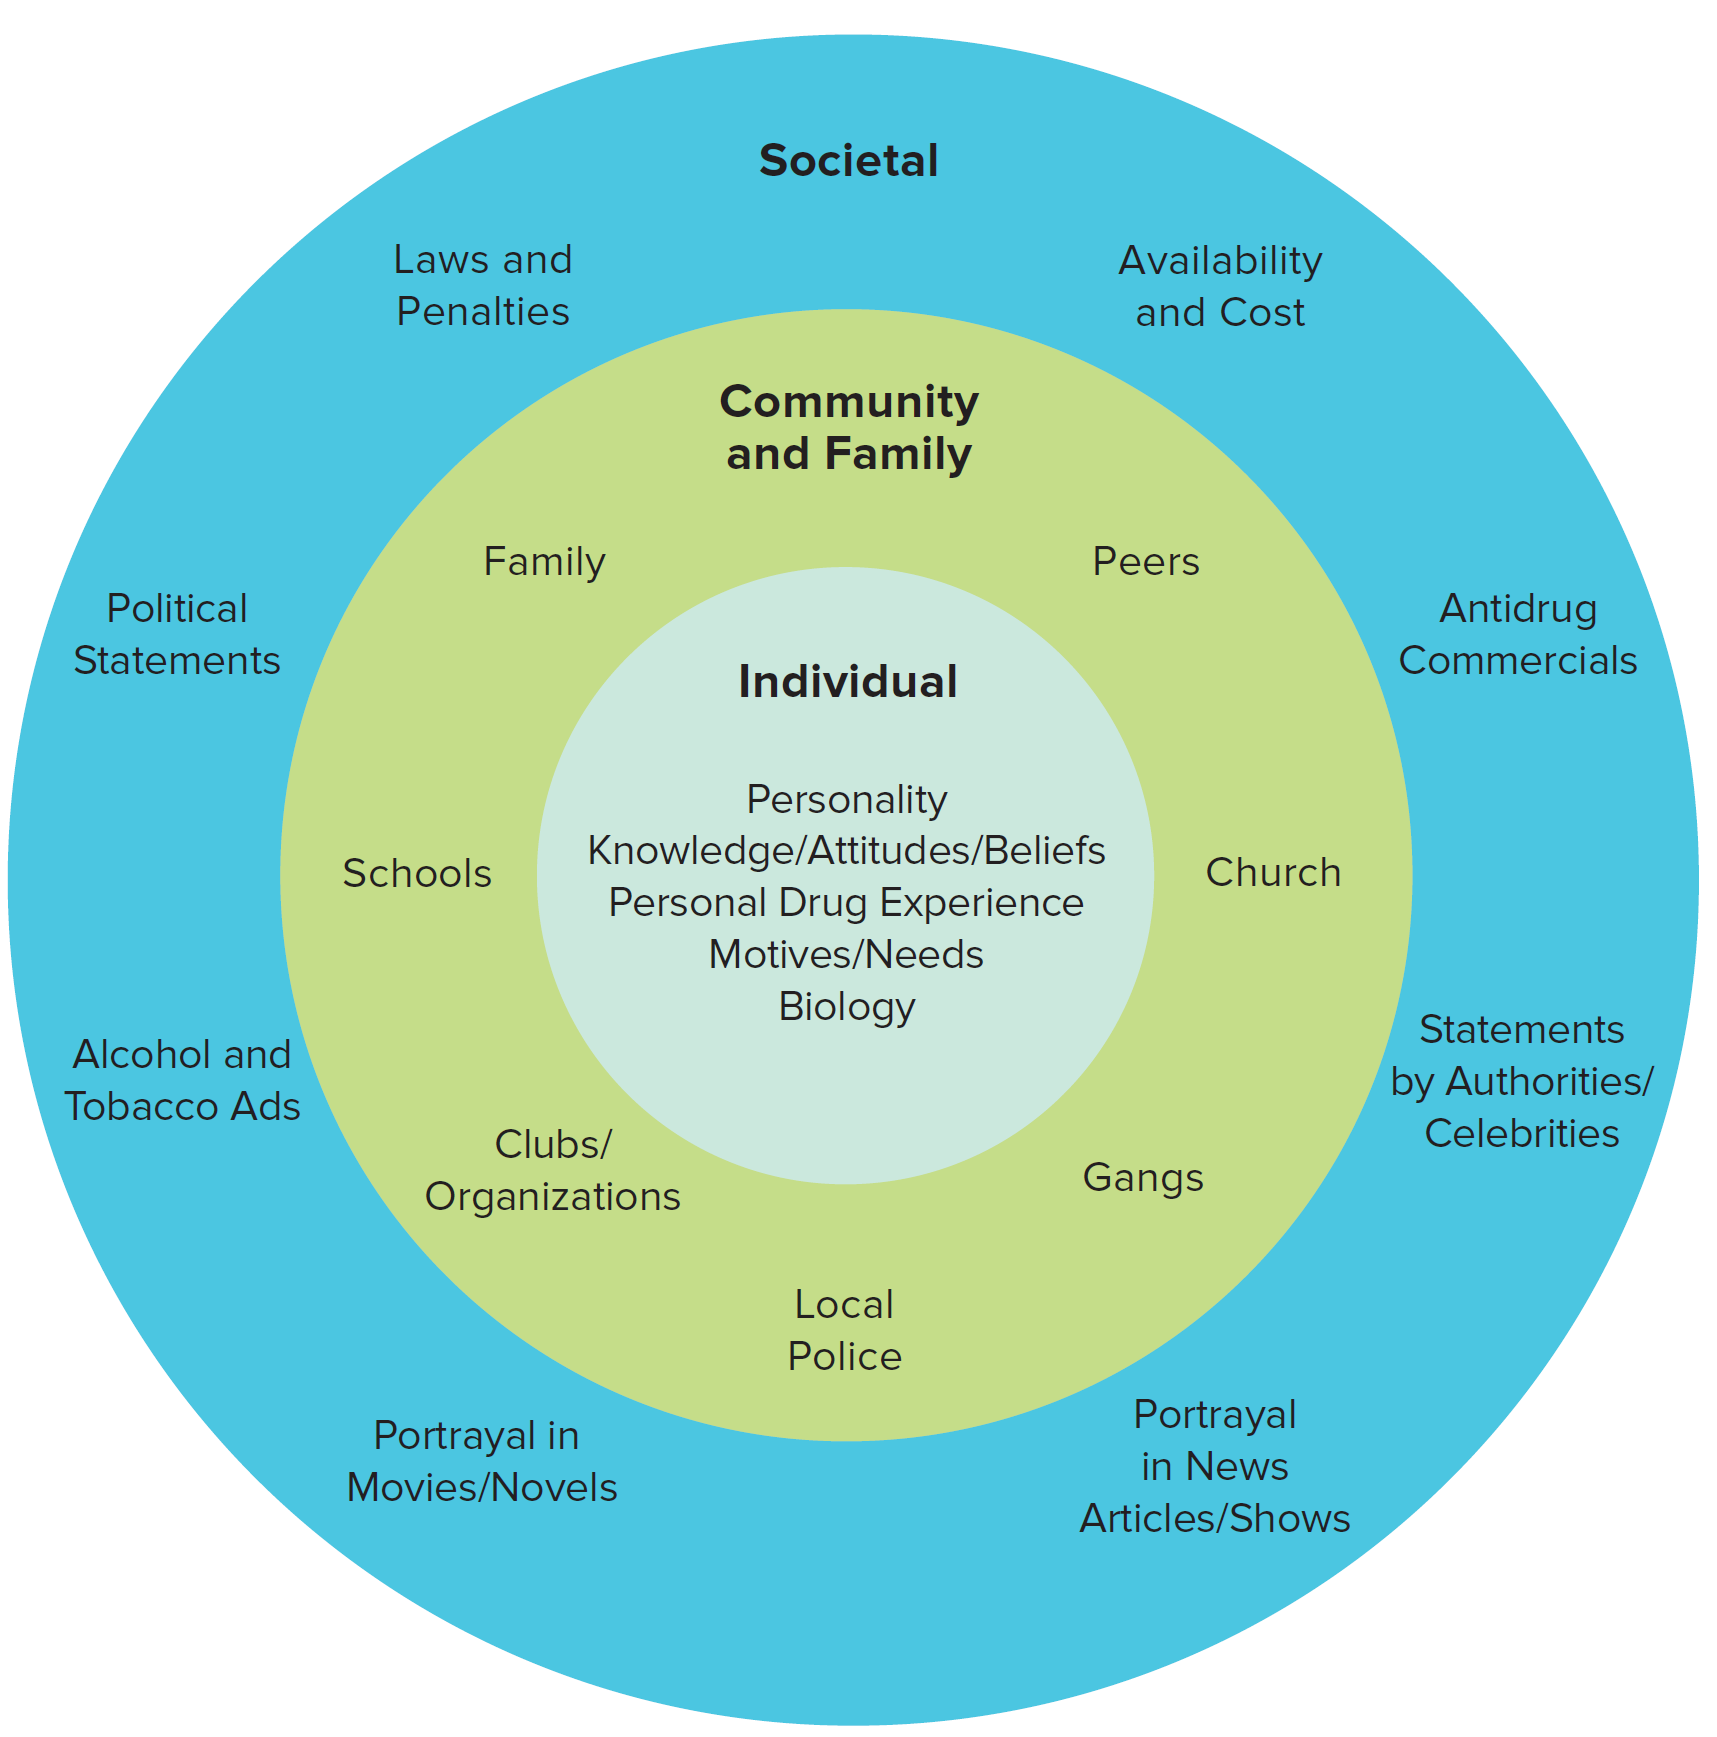 Societal
Laws and
Penalties
Availability
and Cost
Community
and Family
Family
Peers
Political
Statements
Antidrug
Commercials
Individual
Personality
Knowledge/Attitudes/Beliefs
Personal Drug Experience
Motives/Needs
Biology
Schools
Church
Alcohol and
Tobacco Ads
Statements
by Authorities/
Celebrities
Clubs/
Organizations
Gangs
Local
Police
Portrayal in
Movies/Novels
Portrayal
in News
Articles/Shows